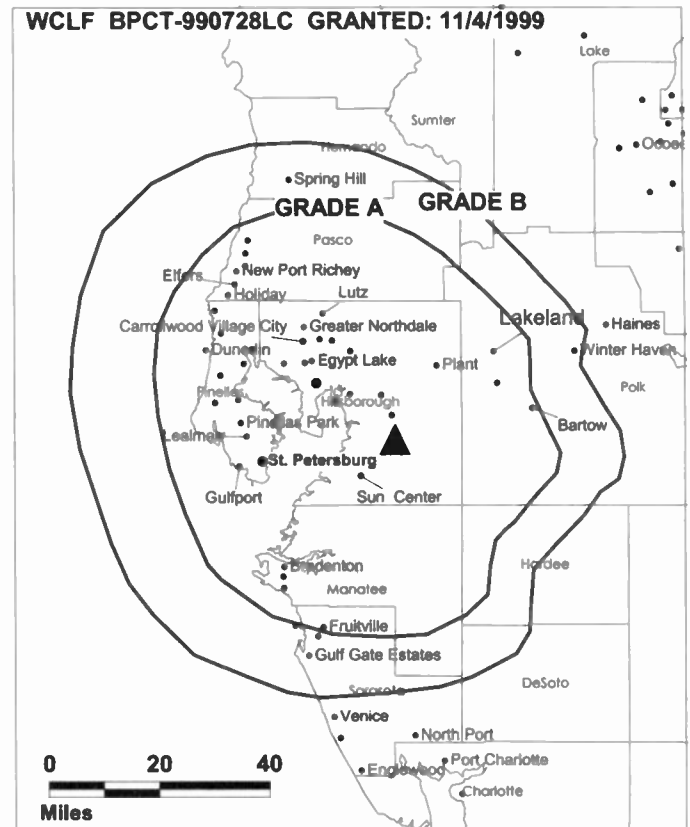 WCLF BPCT-990728LC GRANTED: 11/4/1999
Lake
Sumter
Hernando
Spring Hill
GRADE A
GRADE B
Pasco
Elfers
New Port Richey
Holiday
Lutz
Carrollwood Village City
Greater Northdale
Lakeland
Haines
Dunedin
Egypt Lake
Plant
Winter Haven
Pinellas
Hillsborough
Polk
Pinellas Park
Bartow
Lealman
St. Petersburg
Gulfport
Sun Center
Bradenton
Manatee
Hardee
Fruitville
Gulf Gate Estates
Sarasota
DeSoto
Venice
North Port
Englewood
Port Charlotte
Charlotte
0 20 40
Miles